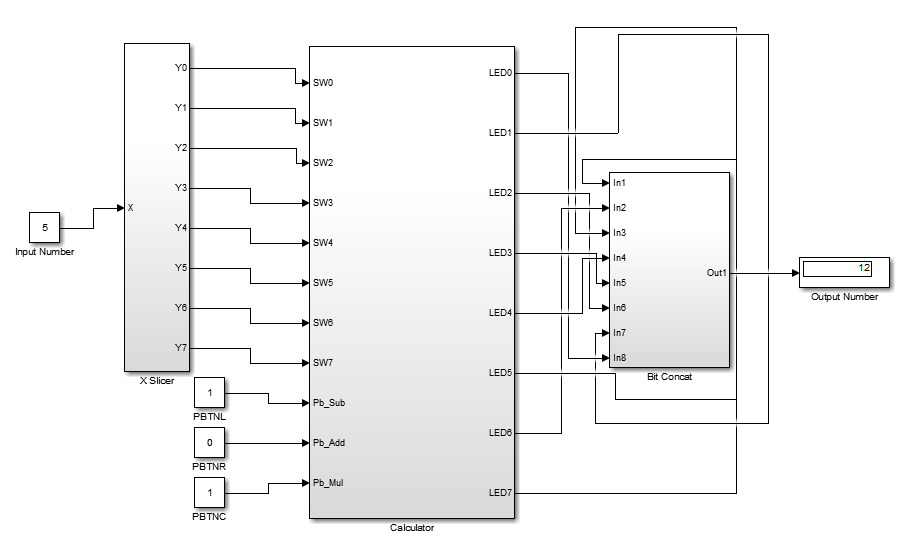 5
Input Number
X
Y0
Y1
Y2
Y3
Y4
Y5
Y6
Y7
X Slicer
1
PBTNL
0
PBTNR
1
PBTNC
SW0
SW1
SW2
SW3
SW4
SW5
SW6
SW7
Pb_Sub
Pb_Add
Pb_Mul
LED0
LED1
LED2
LED3
LED4
LED5
LED6
LED7
Calculator
In1
In2
In3
In4
In5
In6
In7
In8
Out1
Bit Concat
12
Output Number